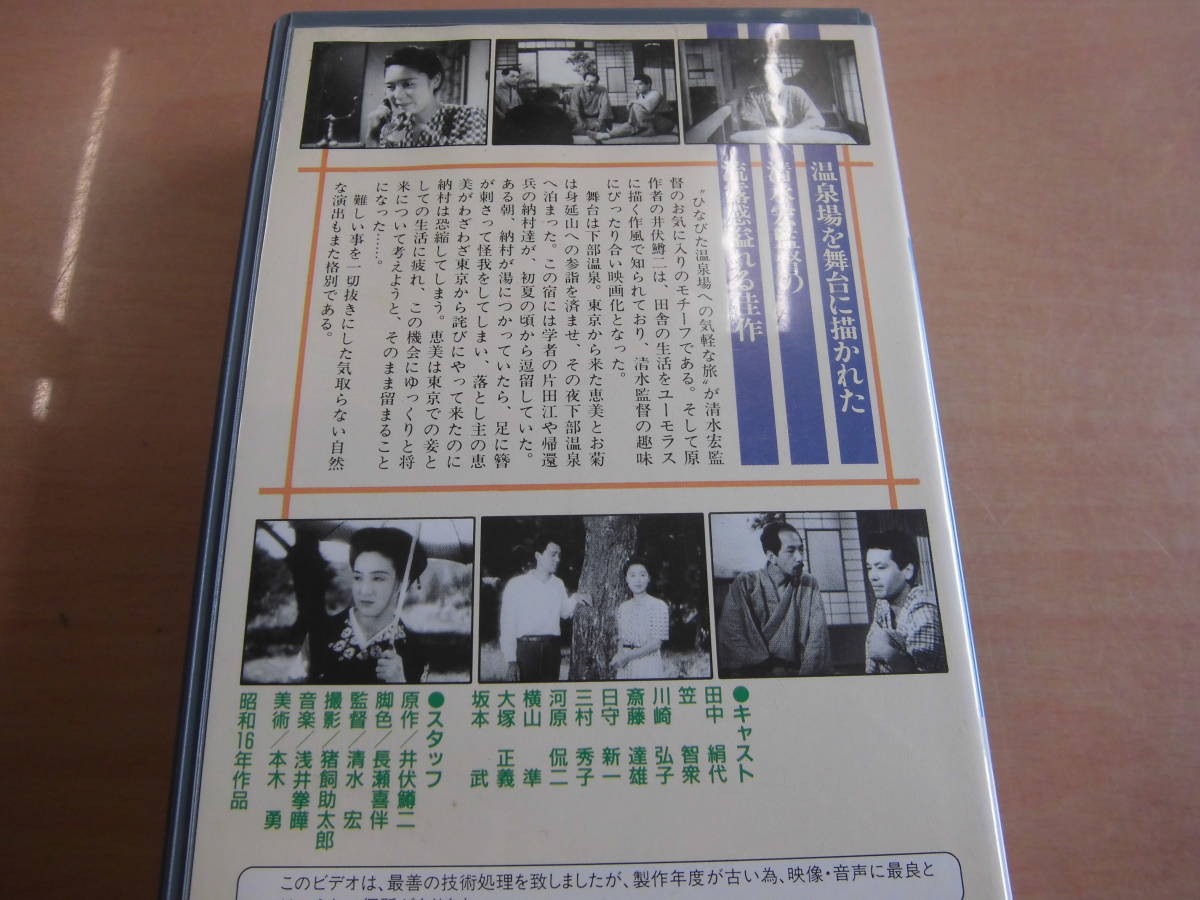 温泉場を舞台に描かれた
清水宏監督の
流露感溢れる佳作
〝ひなびた温泉場への気軽な旅〟が清水宏監
督のお気に入りのモチーフである。そして原
作者の井伏鱒二は、田舎の生活をユーモラス
に描く作風で知られており、清水監督の趣味
にぴったり合い映画化となった。
舞台は下部温泉。東京から来た恵美とお菊
は身延山への参詣を済ませ、その夜下部温泉
へ泊まった。この宿には学者の片田江や帰還
兵の納村達が、初夏の頃から逗留していた。
ある朝、納村が湯につかっていたら、足に簪
が刺さって怪我をしてしまい、落とし主の恵
美がわざわざ東京から詫びにやって来たのに
納村は恐縮してしまう。恵美は東京での妾と
しての生活に疲れ、この機会にゆっくりと将
来について考えようと、そのまま留まること
になった……。
難しい事を一切抜きにした気取らない自然
な演出もまた格別である。
●キャスト
田中 絹代
笠 智衆
川崎 弘子
斎藤 達雄
日守 新一
三村 秀子
河原 侃二
横山 準
大塚 正義
坂本 武
●スタッフ
原作／井伏鱒二
脚色／長瀬喜伴
監督／清水 宏
撮影／猪飼助太郎
音楽／浅井挙曄
美術／本木 勇
昭和16年作品
このビデオは、最善の技術処理を致しましたが、製作年度が古い為、映像・音声に最良と